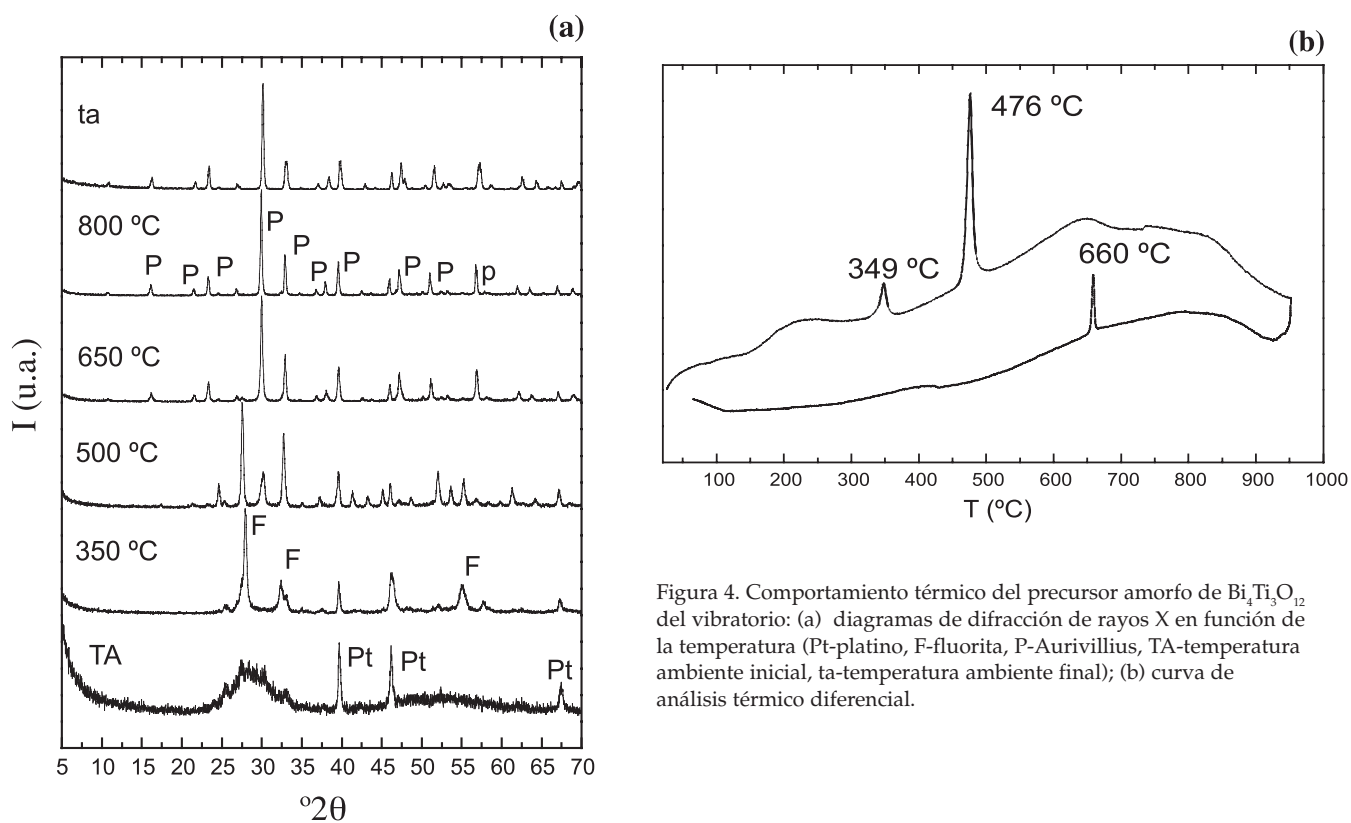 (a)
ta
800 ºC
P P P P P P P P P p
650 ºC
500 ºC
350 ºC
F F F
TA
Pt Pt Pt
I (u.a.)
5 10 15 20 25 30 35 40 45 50 55 60 65 70
º2θ
(b)
476 ºC
349 ºC
660 ºC
100 200 300 400 500 600 700 800 900 1000
T (ºC)
Figura 4. Comportamiento térmico del precursor amorfo de Bi₄Ti₃O₁₂
del vibratorio: (a) diagramas de difracción de rayos X en función de
la temperatura (Pt-platino, F-fluorita, P-Aurivillius, TA-temperatura
ambiente inicial, ta-temperatura ambiente final); (b) curva de
análisis térmico diferencial.